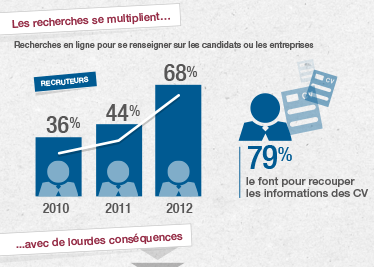 Les recherches se multiplient...
Recherches en ligne pour se renseigner sur les candidats ou les entreprises
RECRUTEURS
36%
44%
68%
2010
2011
2012
CV
CV
79%
le font pour recouper
les informations des CV
...avec de lourdes conséquences